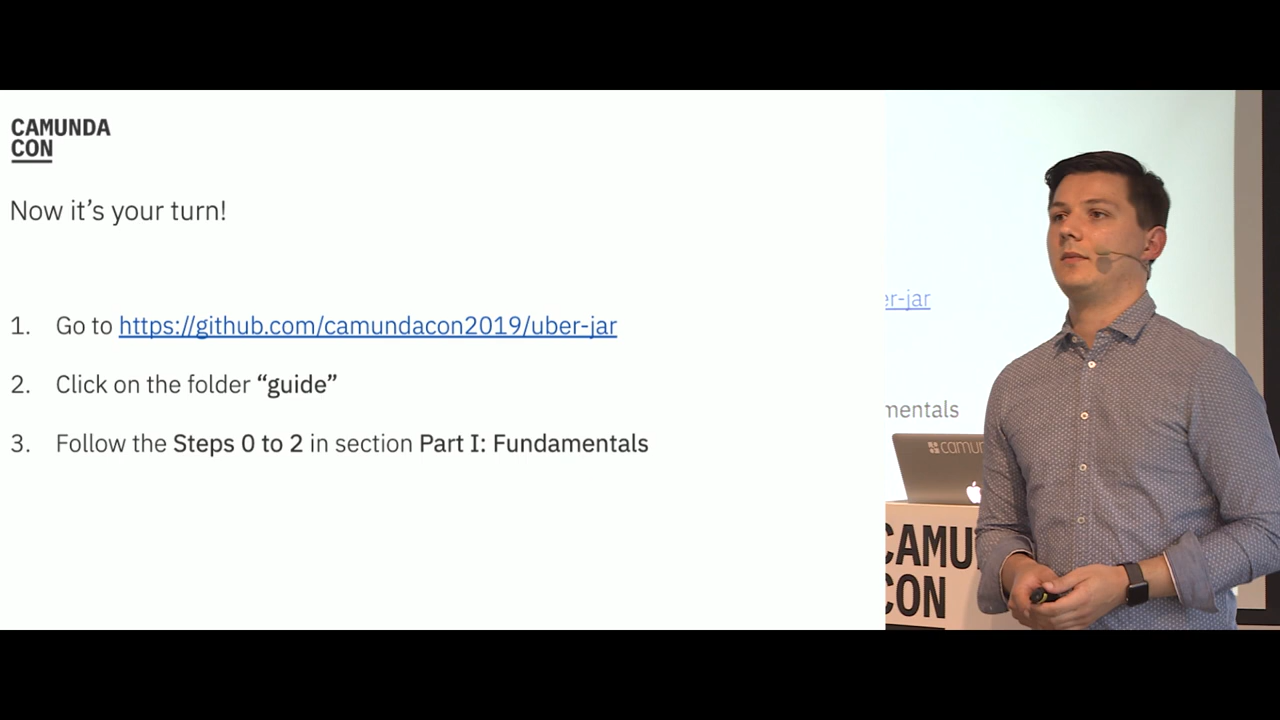 CAMUNDA
CON
Now it’s your turn!
1. Go to https://github.com/camundacon2019/uber-jar
2. Click on the folder “guide”
3. Follow the Steps 0 to 2 in section Part I: Fundamentals
er-jar
mentals
camun
CAMU
CON